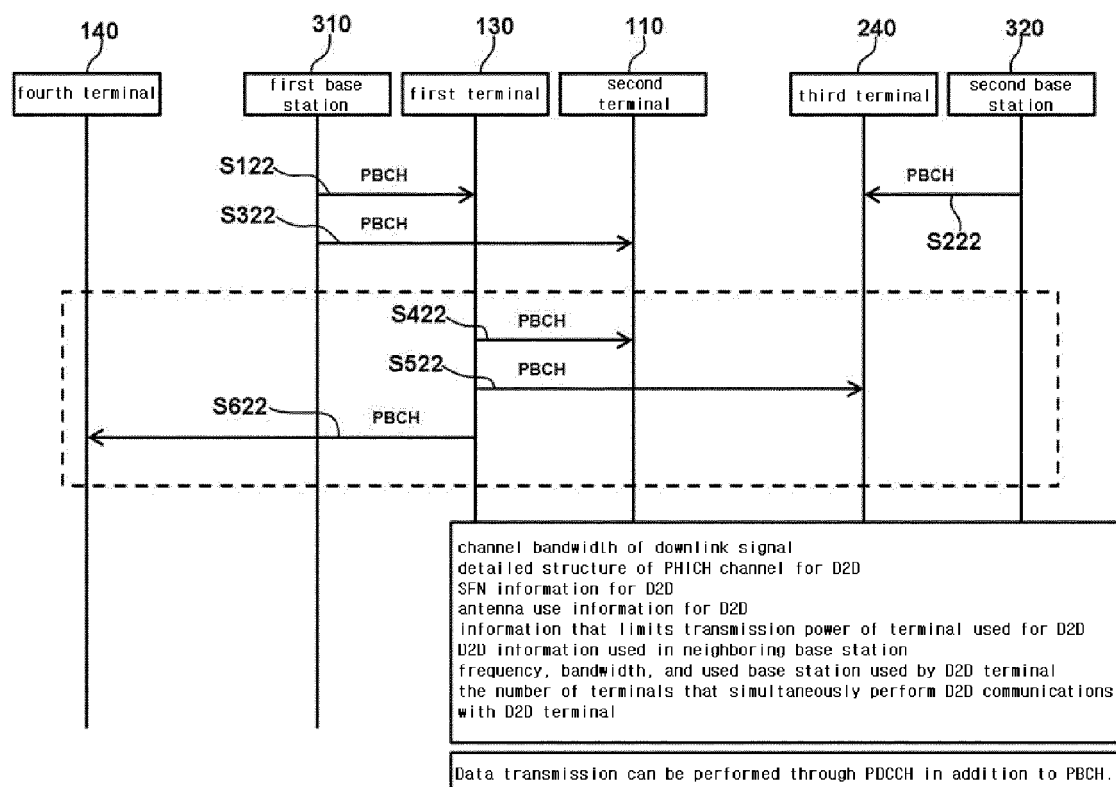 140
310
130
110
240
320
fourth terminal
first base
station
first terminal
second
terminal
third terminal
second base
station
S122
PBCH
PBCH
S322
PBCH
S222
S422
PBCH
S522
PBCH
S622
PBCH
channel bandwidth of downlink signal
detailed structure of PHICH channel for D2D
SFN information for D2D
antenna use information for D2D
information that limits transmission power of terminal used for D2D
D2D information used in neighboring base station
frequency, bandwidth, and used base station used by D2D terminal
the number of terminals that simultaneously perform D2D communications
with D2D terminal
Data transmission can be performed through PDCCH in addition to PBCH.